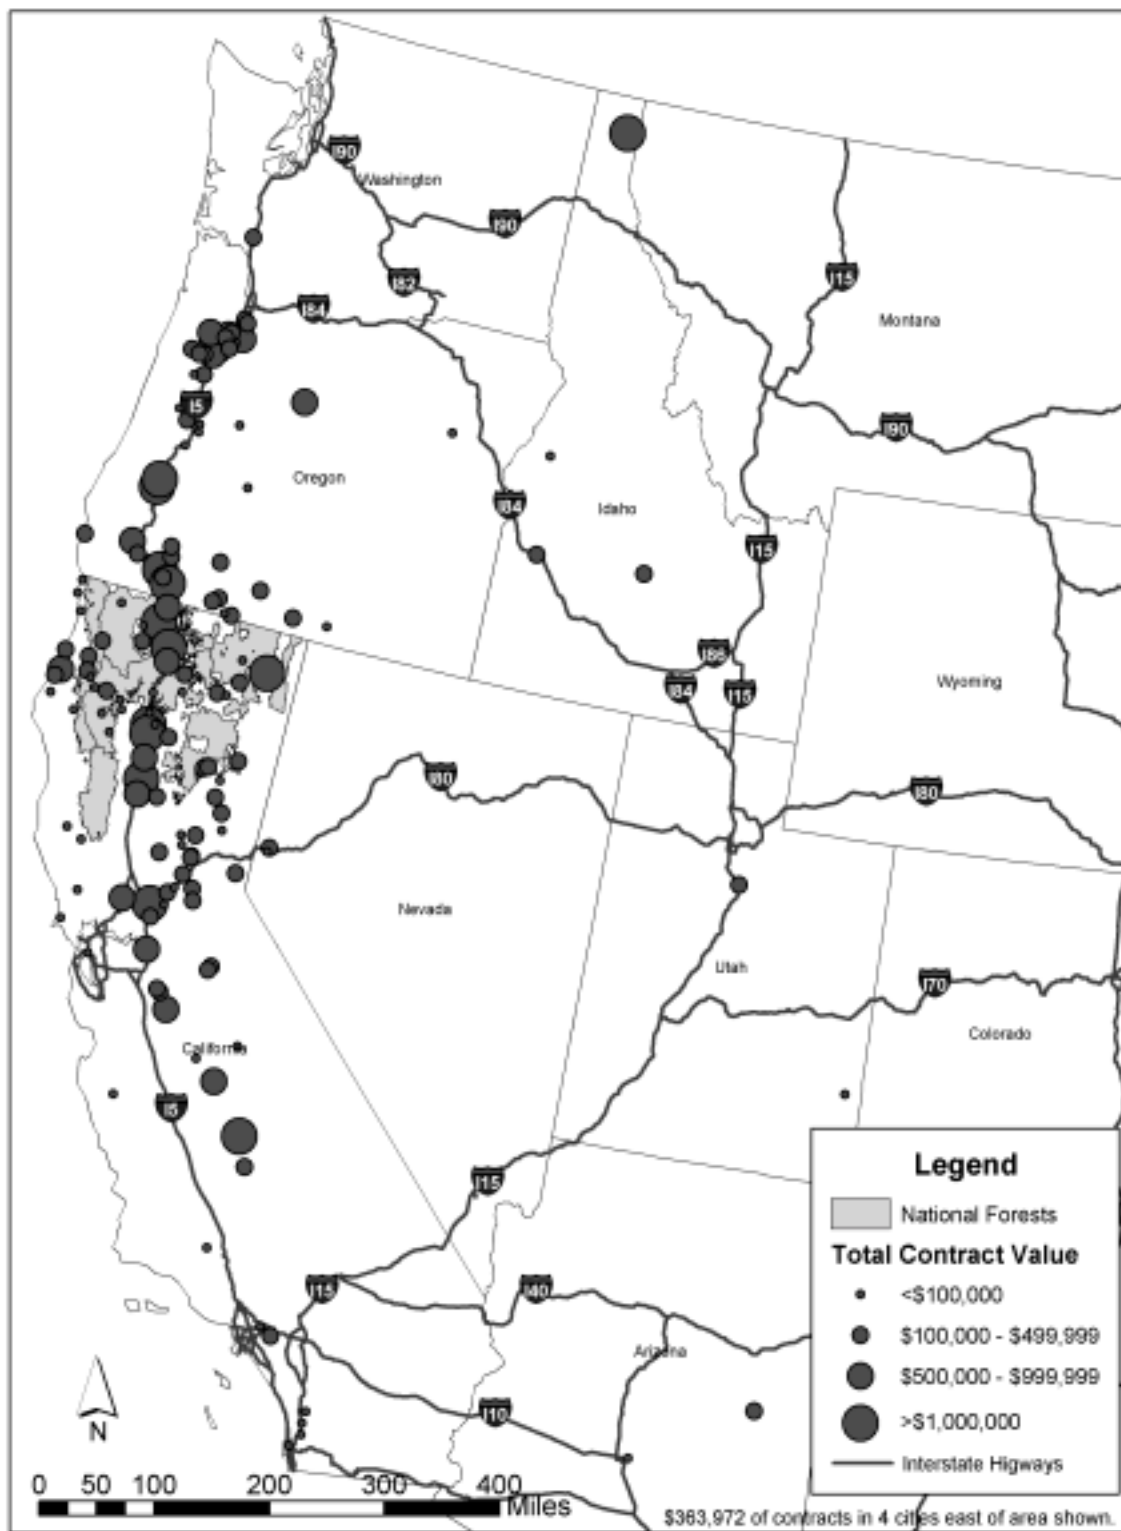 I90
Washington
I90
I82
I15
I84
Montana
I5
I90
Oregon
I84
Idaho
I15
I86
I84
I15
Wyoming
I80
I80
Nevada
Utah
I70
Colorado
California
I5
Legend
I15
National Forests
Total Contract Value
I15
I40
<$100,000
$100,000 - $499,999
Arizona
$500,000 - $999,999
I10
>$1,000,000
N
Interstate Higways
0 50 100 200 300 400
Miles
$363,972 of contracts in 4 cities east of area shown.